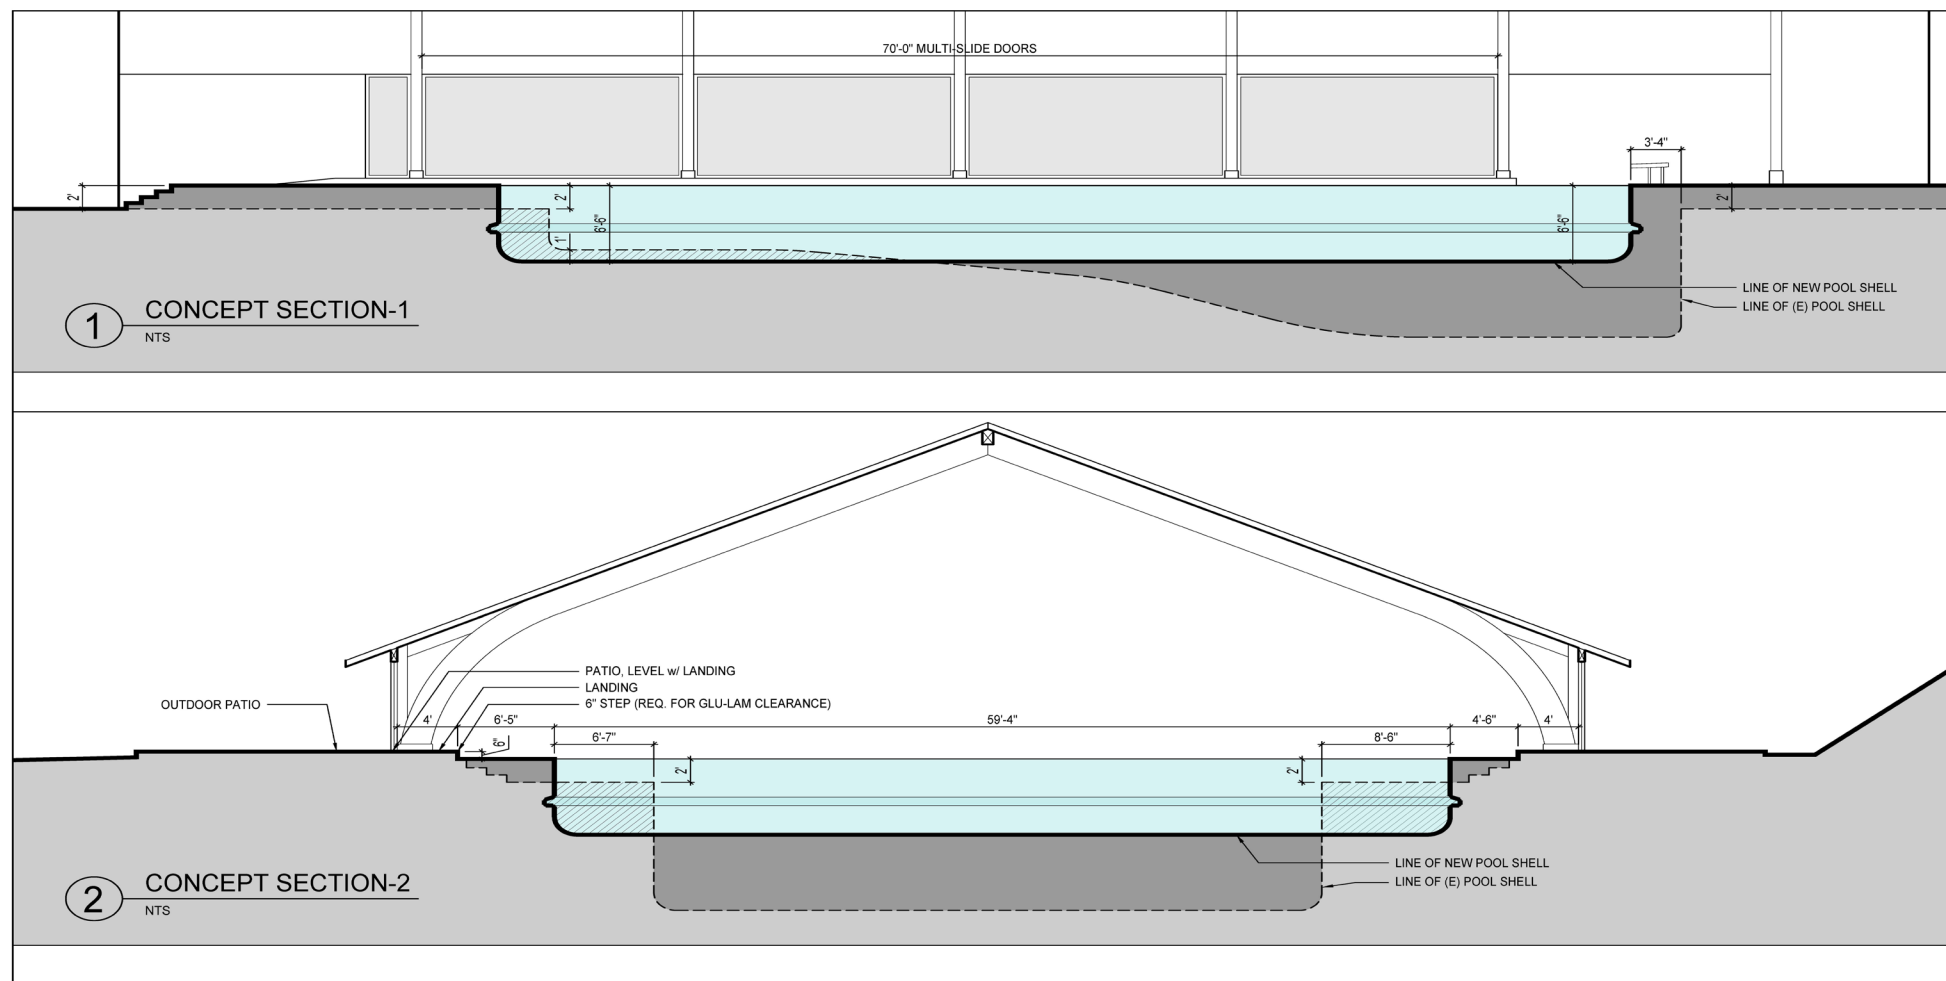 70'-0" MULTI-SLIDE DOORS
3'-4"
2'
2'
6'-6"
1'
6'-6"
2'
LINE OF NEW POOL SHELL
LINE OF (E) POOL SHELL
1
CONCEPT SECTION-1
NTS
PATIO, LEVEL w/ LANDING
LANDING
6" STEP (REQ. FOR GLU-LAM CLEARANCE)
OUTDOOR PATIO
4'
6'-5"
59'-4"
4'-6"
4'
6"
6'-7"
8'-6"
2'
2'
LINE OF NEW POOL SHELL
LINE OF (E) POOL SHELL
2
CONCEPT SECTION-2
NTS